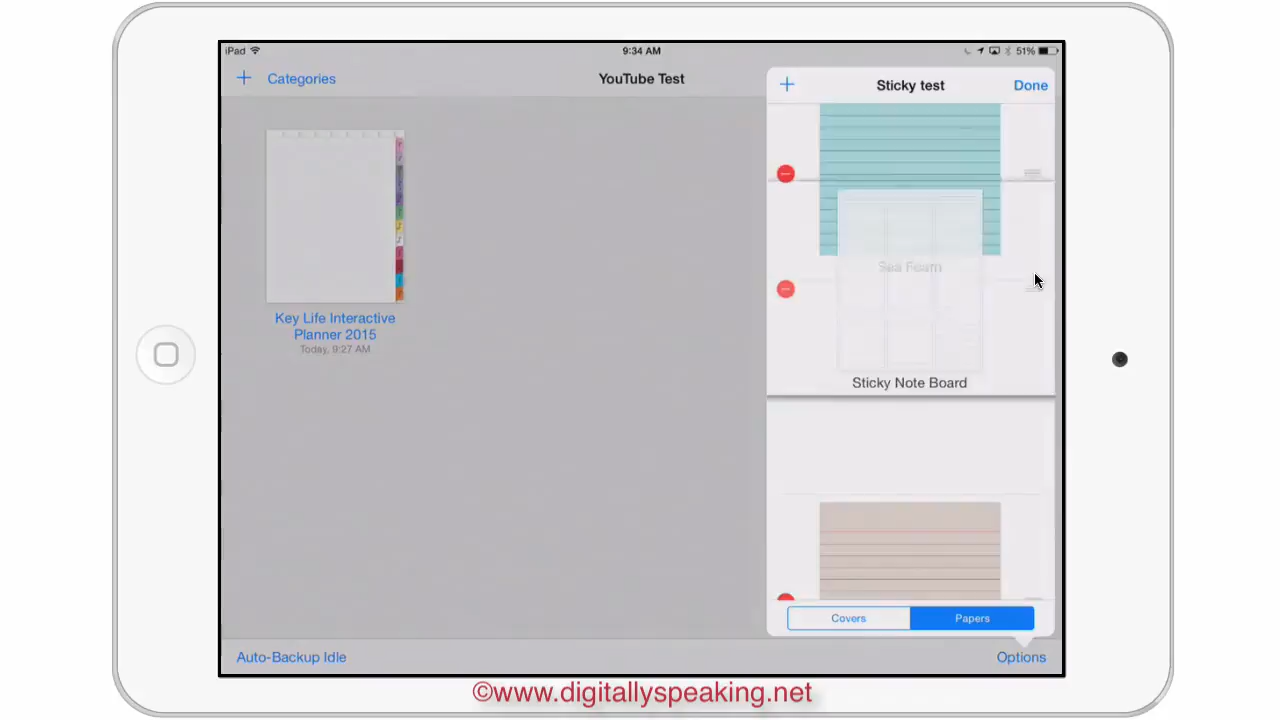 iPad
9:34 AM
51%
+ Categories
YouTube Test
+ Sticky test Done
Sea Foam
Sticky Note Board
Key Life Interactive
Planner 2015
Today, 9:27 AM
Covers
Papers
Auto-Backup Idle
Options
©www.digitallyspeaking.net